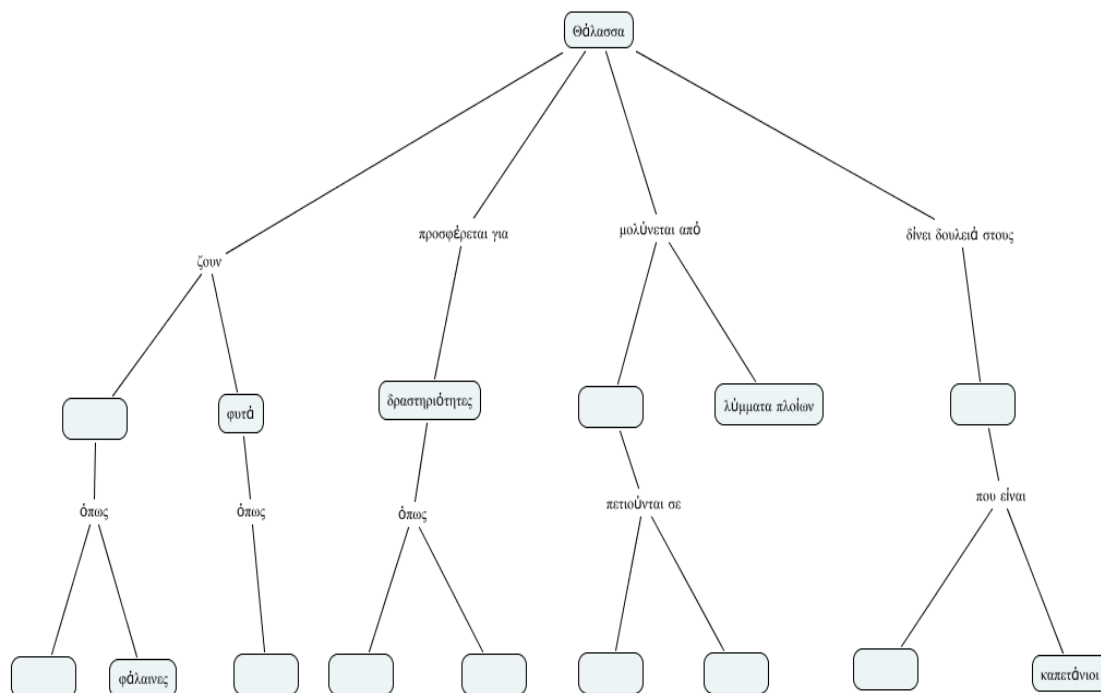 Θάλασσα
ζουν
προσφέρεται για
μολύνεται από
δίνει δουλειά στους
φυτά
δραστηριότητες
λύμματα πλοίων
όπως
όπως
όπως
πετιούνται σε
που είναι
φάλαινες
καπετάνιοι